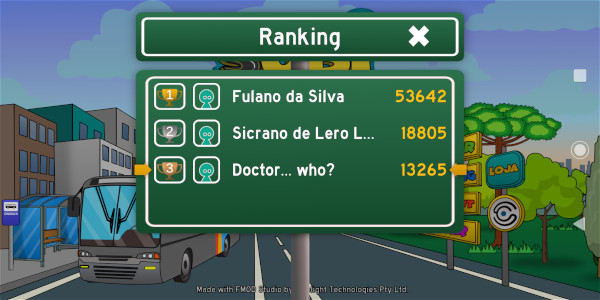 Ranking
1 Fulano da Silva 53642
2 Sicrano de Lero L... 18805
3 Doctor... who? 13265
LOJA
Made with FMOD Studio by
ight Technologies Pty Ltd.